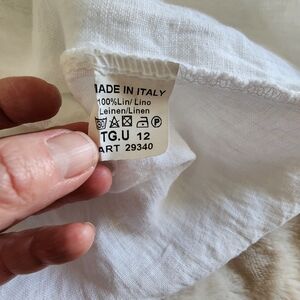 MADE IN ITALY
100%Lin/Lino
Leinen/Linen
TG.U 12
ART 29340